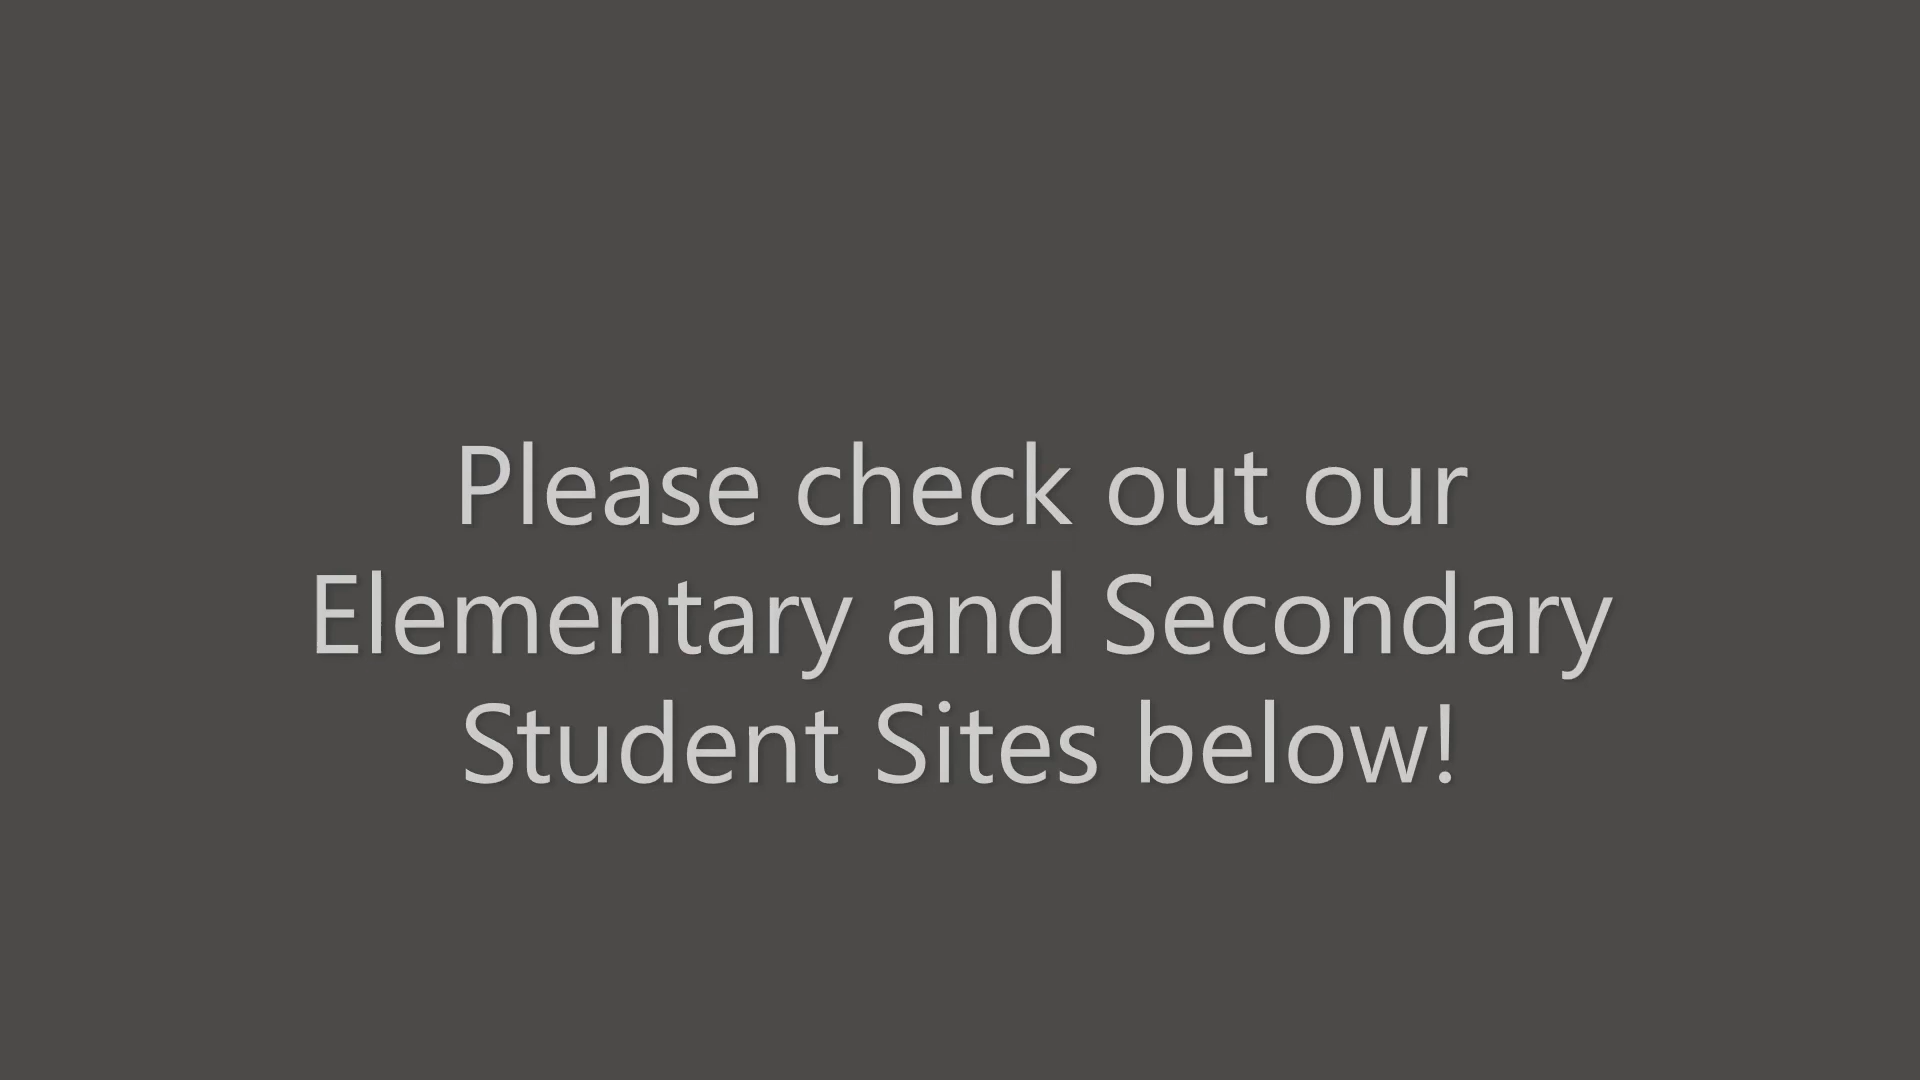 Please check out our
Elementary and Secondary
Student Sites below!